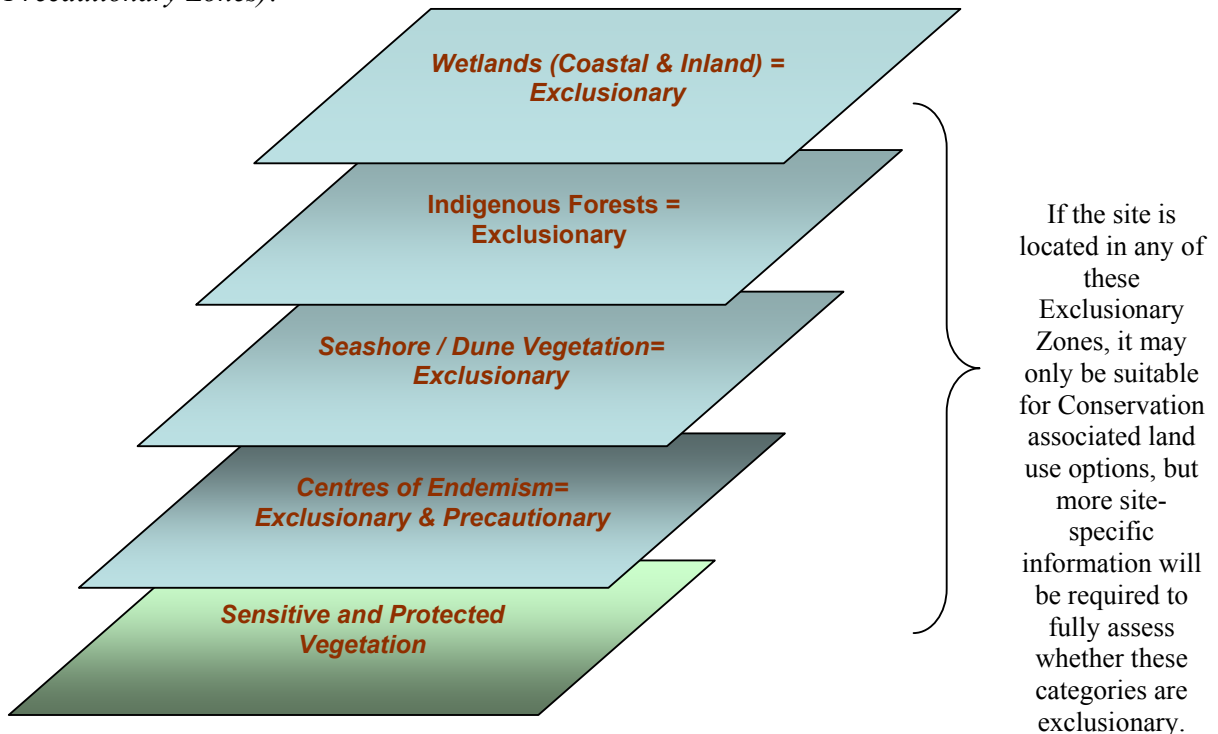 Precautionary Zones).
Wetlands (Coastal & Inland) =
Exclusionary
Indigenous Forests =
Exclusionary
Seashore / Dune Vegetation=
Exclusionary
Centres of Endemism=
Exclusionary & Precautionary
Sensitive and Protected
Vegetation
If the site is
located in any of
these
Exclusionary
Zones, it may
only be suitable
for Conservation
associated land
use options, but
more site-
specific
information will
be required to
fully assess
whether these
categories are
exclusionary.